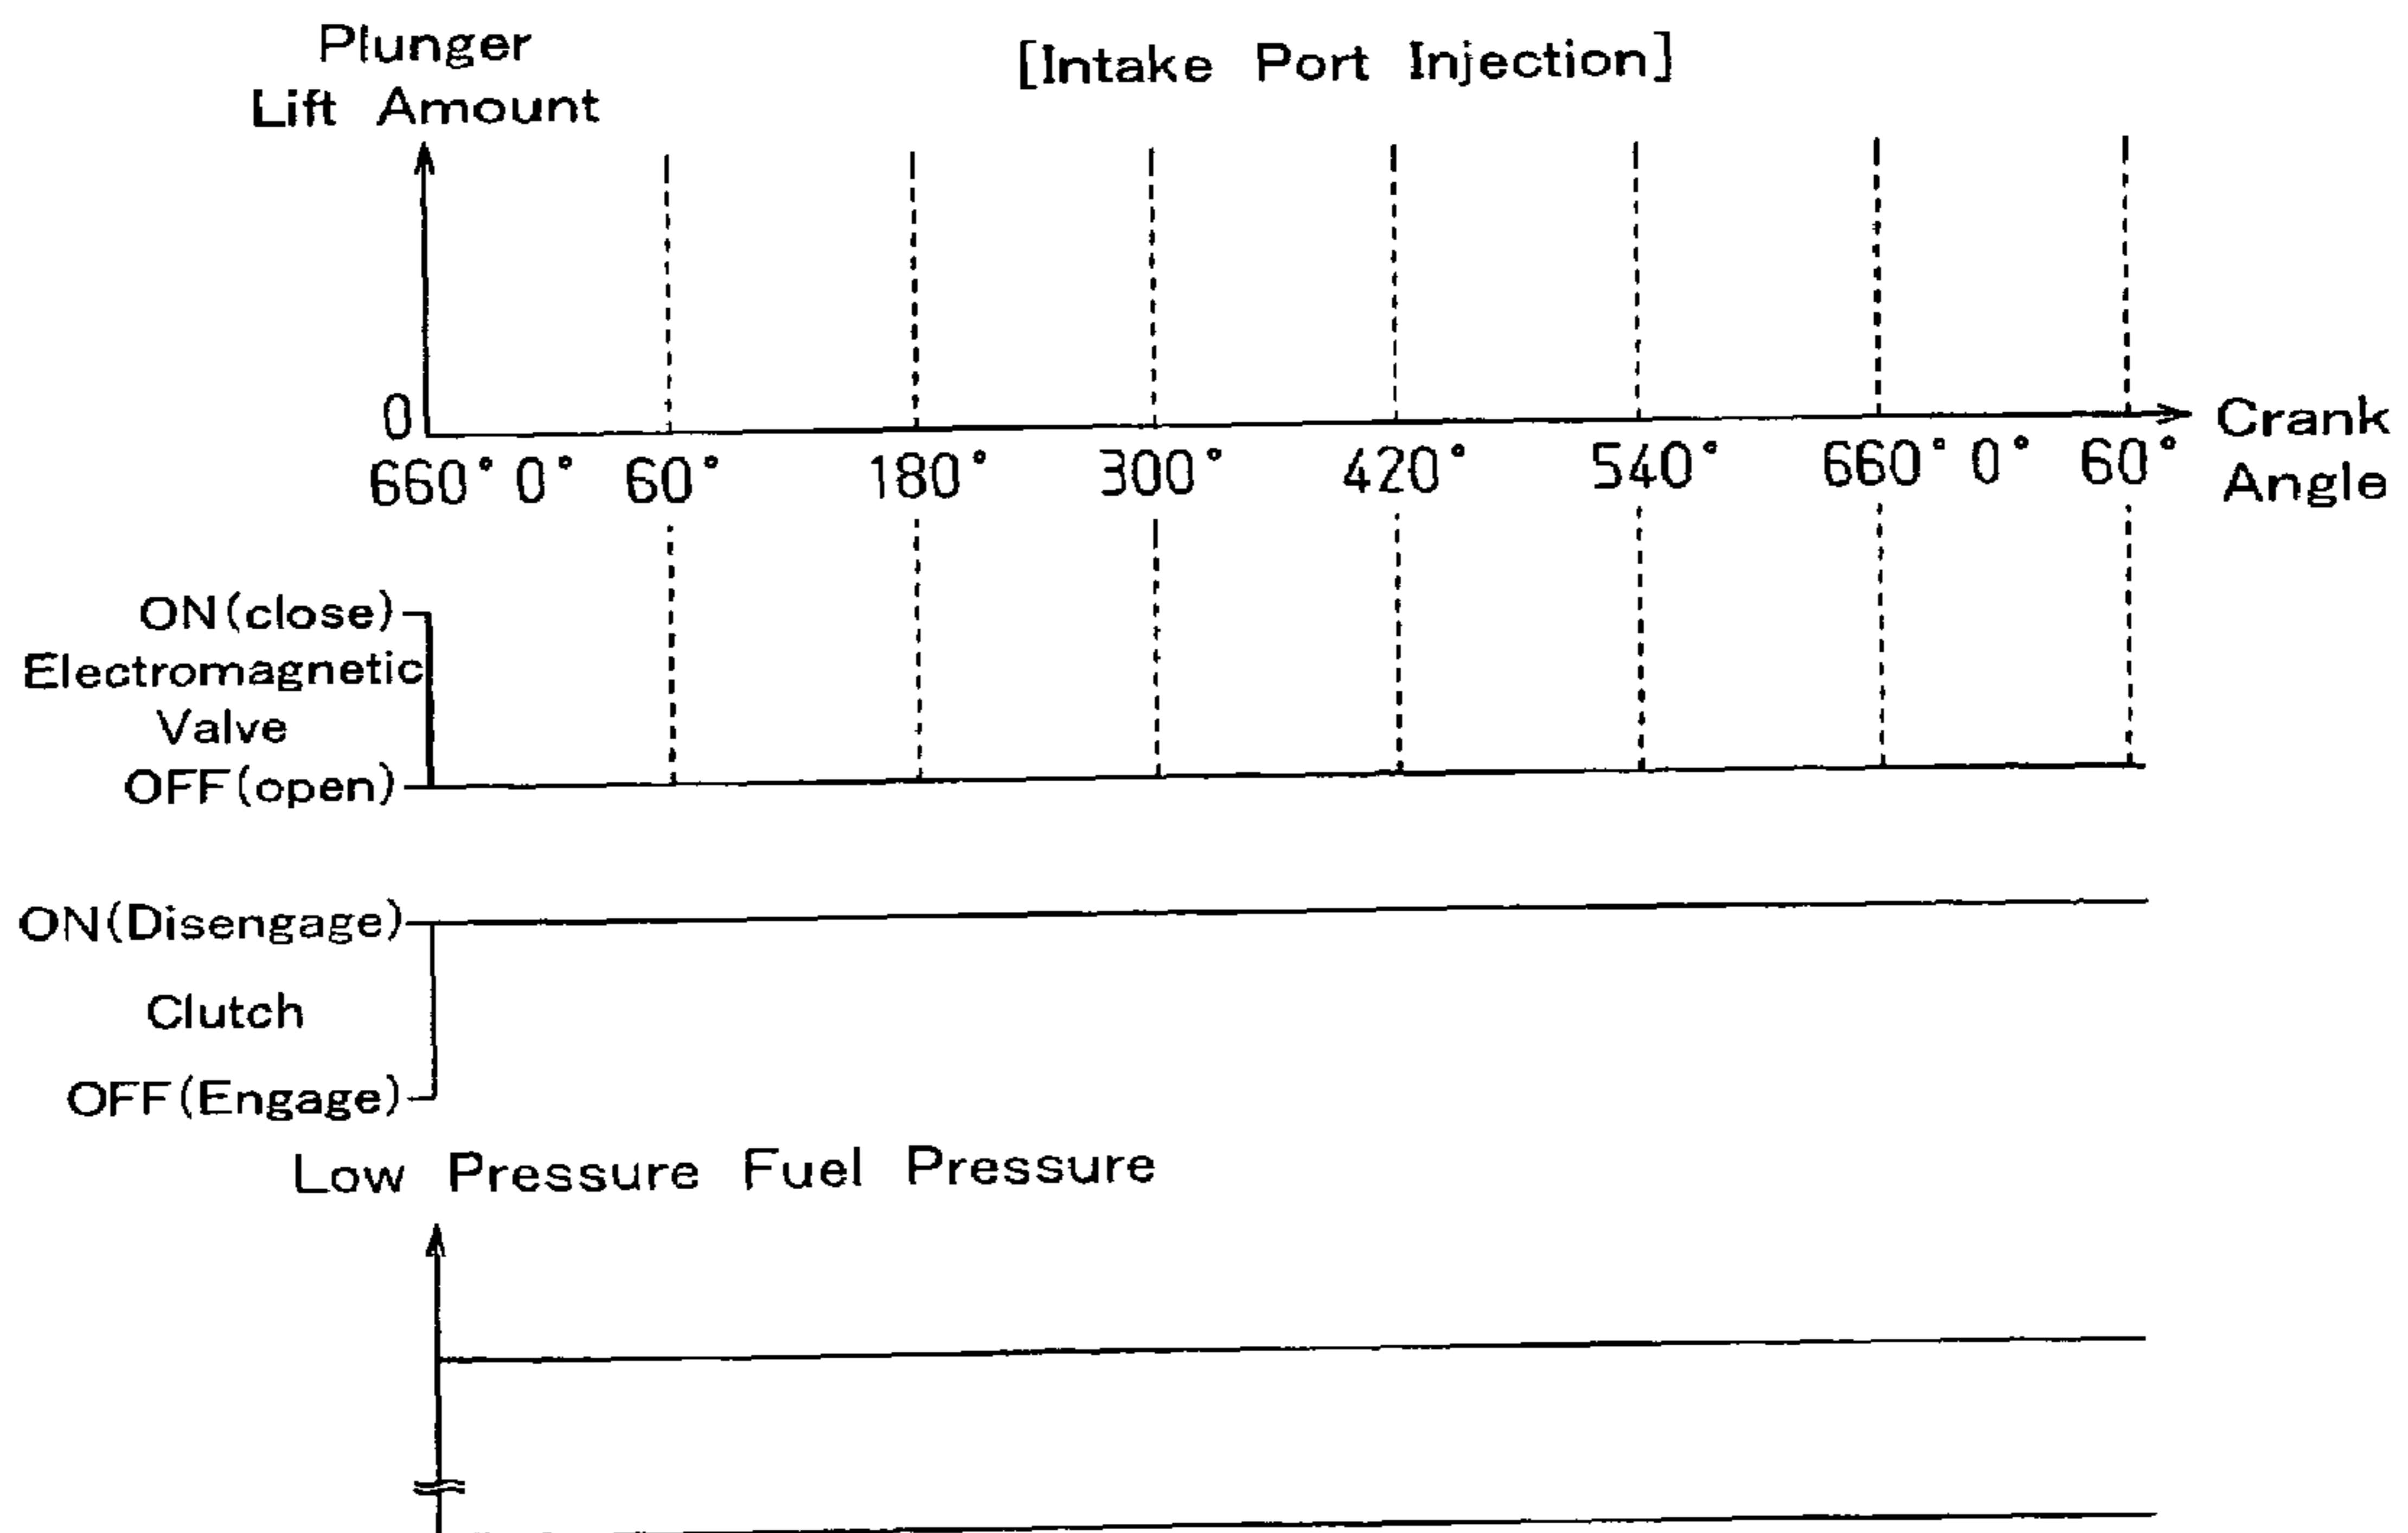 Plunger
Lift Amount
[Intake Port Injection]
0
660° 0° 60° 180° 300° 420° 540° 660° 0° 60°
Crank
Angle
ON(close)
Electromagnetic
Valve
OFF(open)
ON(Disengage)
Clutch
OFF(Engage)
Low Pressure Fuel Pressure